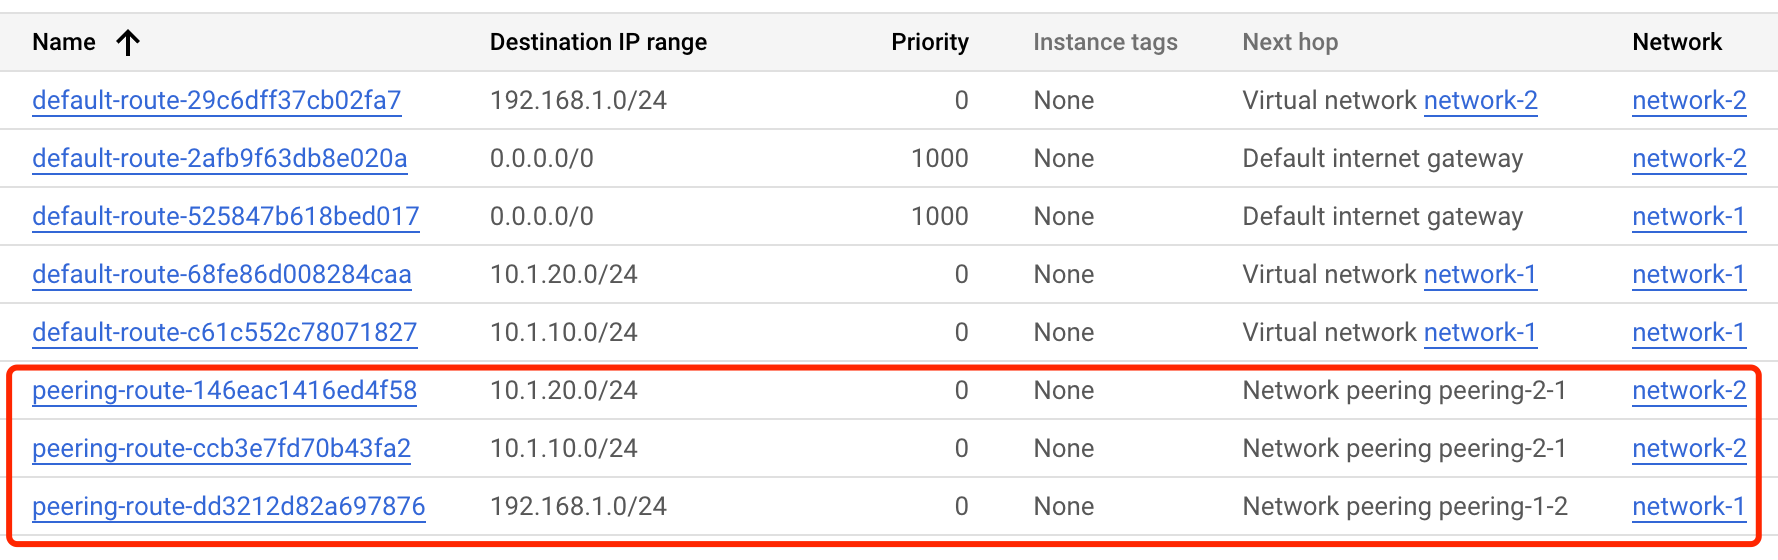 Name ↑ Destination IP range Priority Instance tags Next hop Network
default-route-29c6dff37cb02fa7 192.168.1.0/24 0 None Virtual network network-2 network-2
default-route-2afb9f63db8e020a 0.0.0.0/0 1000 None Default internet gateway network-2
default-route-525847b618bed017 0.0.0.0/0 1000 None Default internet gateway network-1
default-route-68fe86d008284caa 10.1.20.0/24 0 None Virtual network network-1 network-1
default-route-c61c552c78071827 10.1.10.0/24 0 None Virtual network network-1 network-1
peering-route-146eac1416ed4f58 10.1.20.0/24 0 None Network peering peering-2-1 network-2
peering-route-ccb3e7fd70b43fa2 10.1.10.0/24 0 None Network peering peering-2-1 network-2
peering-route-dd3212d82a697876 192.168.1.0/24 0 None Network peering peering-1-2 network-1